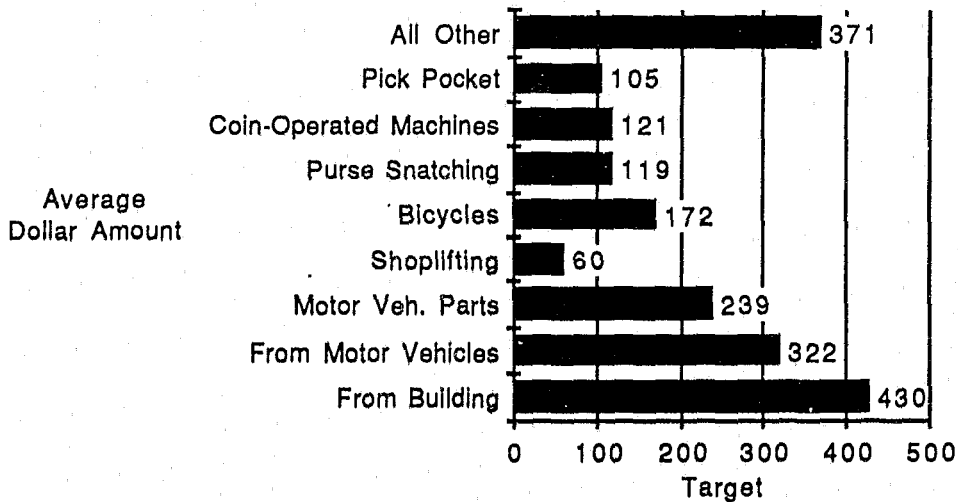 All Other 371
Pick Pocket 105
Coin-Operated Machines 121
Purse Snatching 119
Average
Dollar Amount
Bicycles 172
Shoplifting 60
Motor Veh. Parts 239
From Motor Vehicles 322
From Building 430
0 100 200 300 400 500
Target